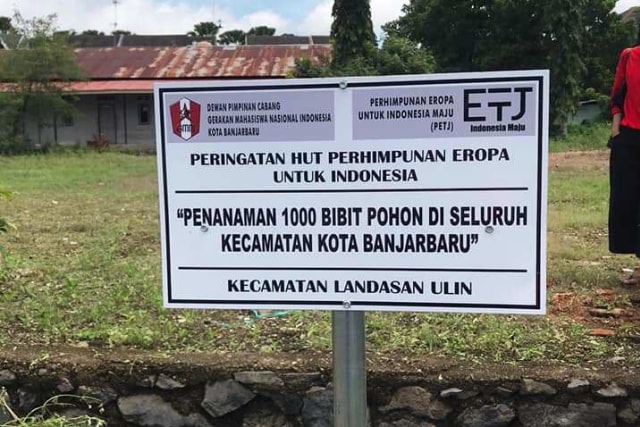 GMNI
DEWAN PIMPINAN CABANG
GERAKAN MAHASISWA NASIONAL INDONESIA
KOTA BANJARBARU
PERHIMPUNAN EROPA
UNTUK INDONESIA MAJU
(PETJ)
ETJ
Indonesia Maju
PERINGATAN HUT PERHIMPUNAN EROPA
UNTUK INDONESIA
“PENANAMAN 1000 BIBIT POHON DI SELURUH
KECAMATAN KOTA BANJARBARU”
KECAMATAN LANDASAN ULIN